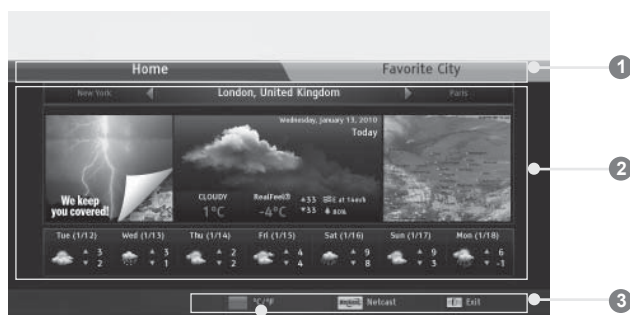 Home
Favorite City
1
New York
London, United Kingdom
Paris
Wednesday, January 13, 2010
Today
We keep
you covered!
CLOUDY
1°C
RealFeel®
-4°C
▲33
▼33
80%
2
Tue (1/12)
Wed (1/13)
Thu (1/14)
Fri (1/15)
Sat (1/16)
Sun (1/17)
Mon (1/18)
▲ 3
▲ 3
▲ 2
▲ 4
▲ 9
▲ 9
▲ 6
▼ 2
▼ 1
▼ 2
▼ 4
▼ 8
▼ 3
▼ -1
°C/°F
Netcast
Exit
3